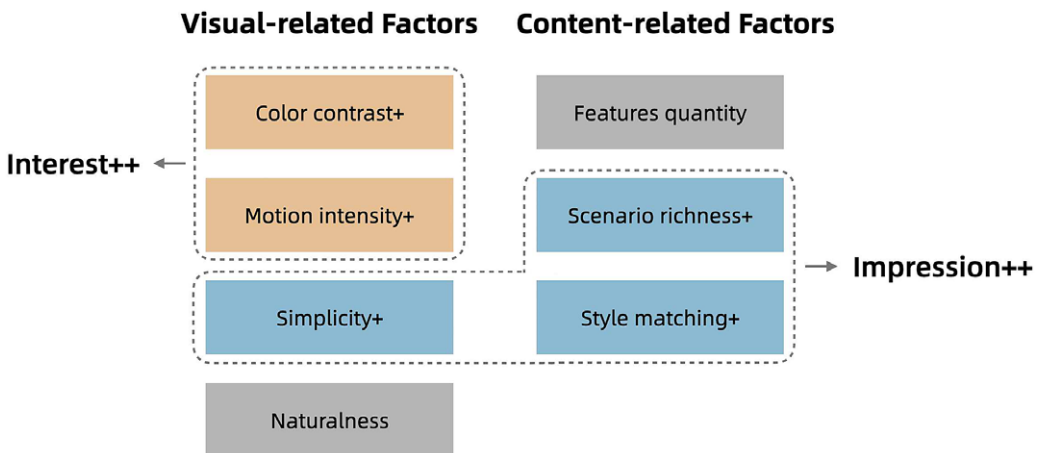 Visual-related Factors
Content-related Factors
Color contrast+
Features quantity
Interest++
Motion intensity+
Scenario richness+
Impression++
Simplicity+
Style matching+
Naturalness